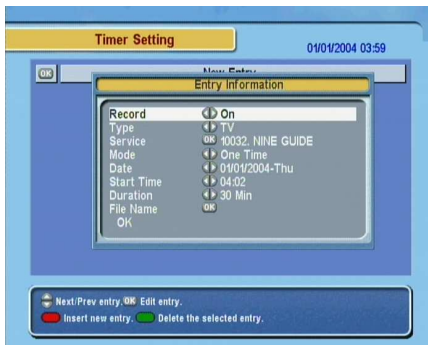 Timer Setting
01/01/2004 03:59
OK New Entry
Entry Information
Record On
Type TV
Service OK 10032. NINE GUIDE
Mode One Time
Date 01/01/2004-Thu
Start Time 04:02
Duration 30 Min
File Name OK
OK
Next/Prev entry, OK Edit entry.
Insert new entry. Delete the selected entry.